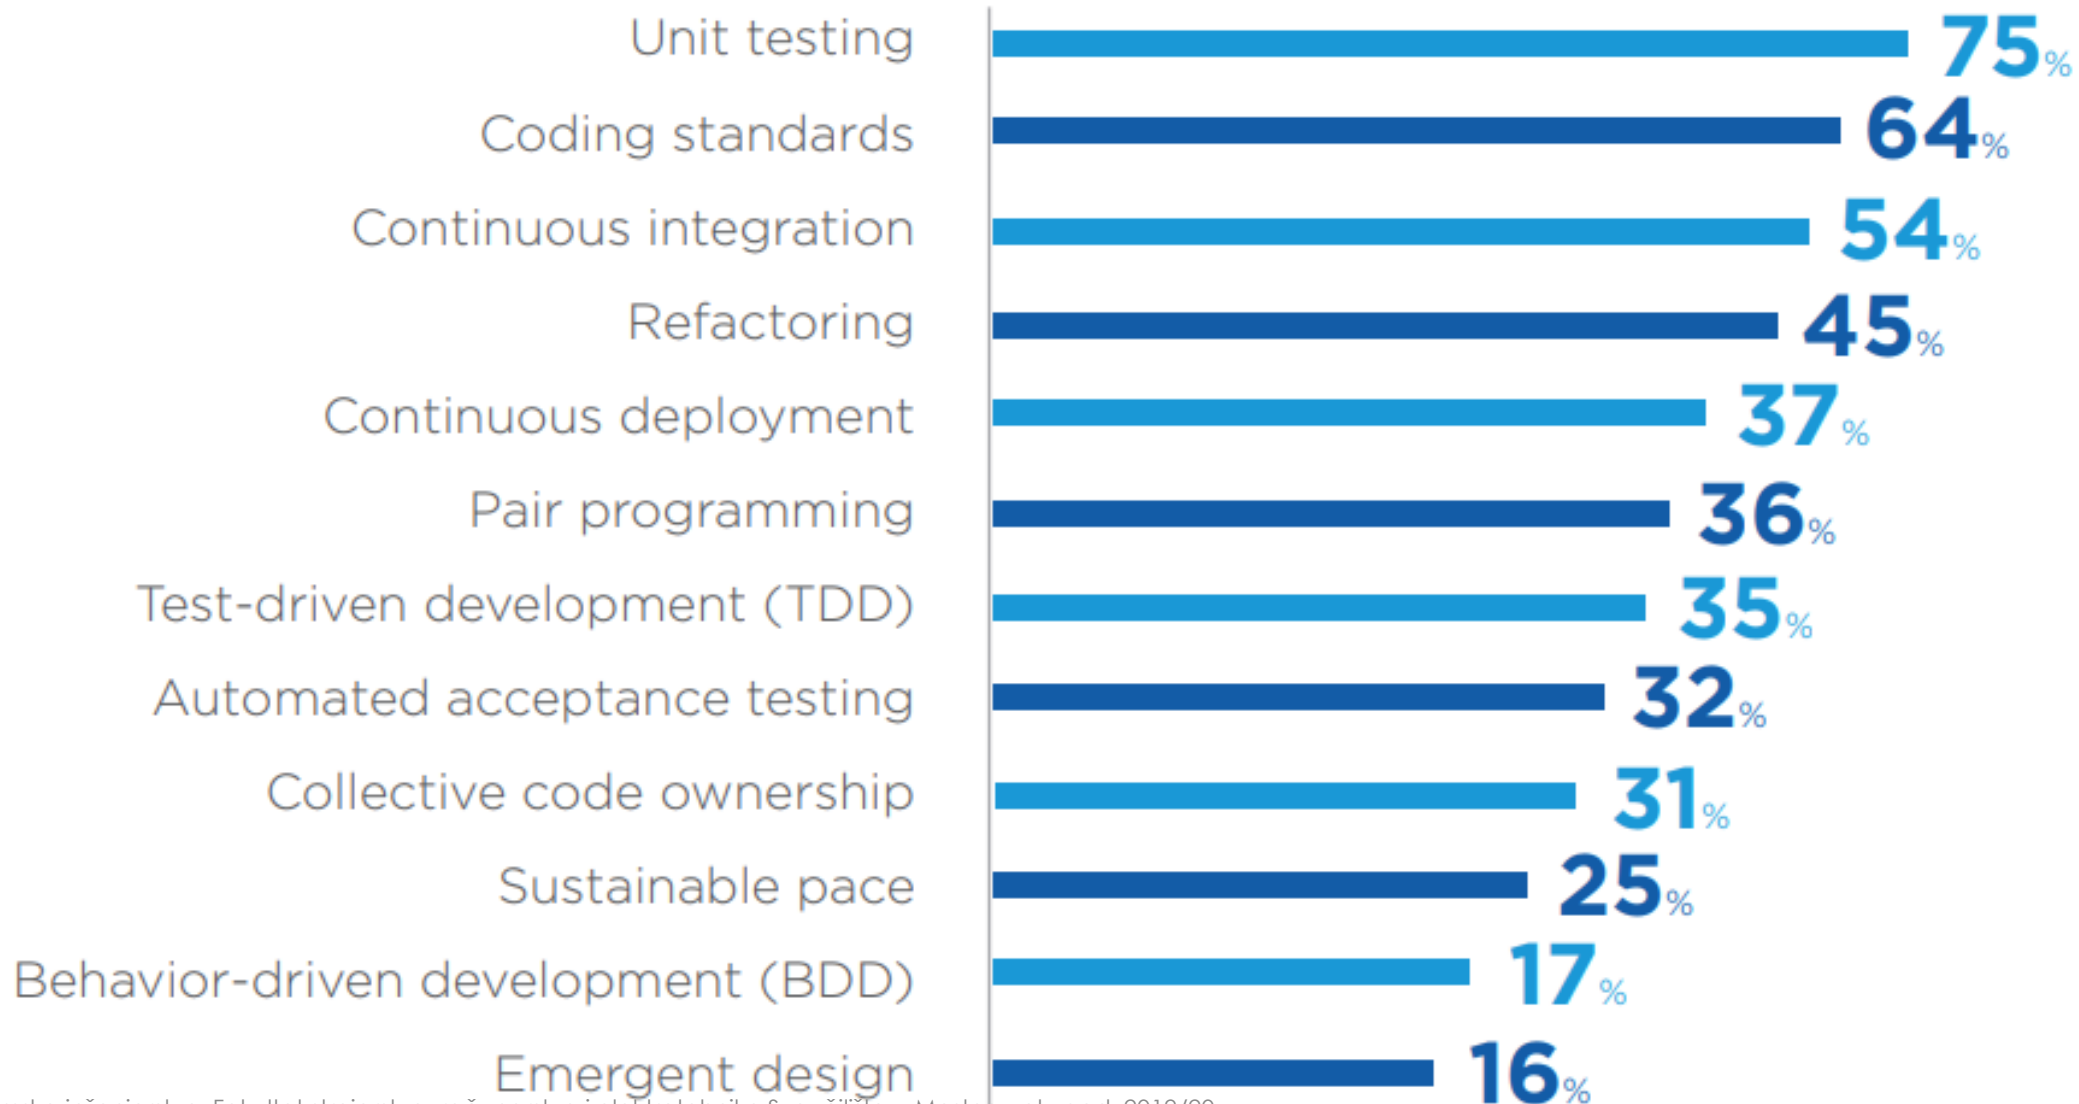 Unit testing 75%
Coding standards 64%
Continuous integration 54%
Refactoring 45%
Continuous deployment 37%
Pair programming 36%
Test-driven development (TDD) 35%
Automated acceptance testing 32%
Collective code ownership 31%
Sustainable pace 25%
Behavior-driven development (BDD) 17%
Emergent design 16%